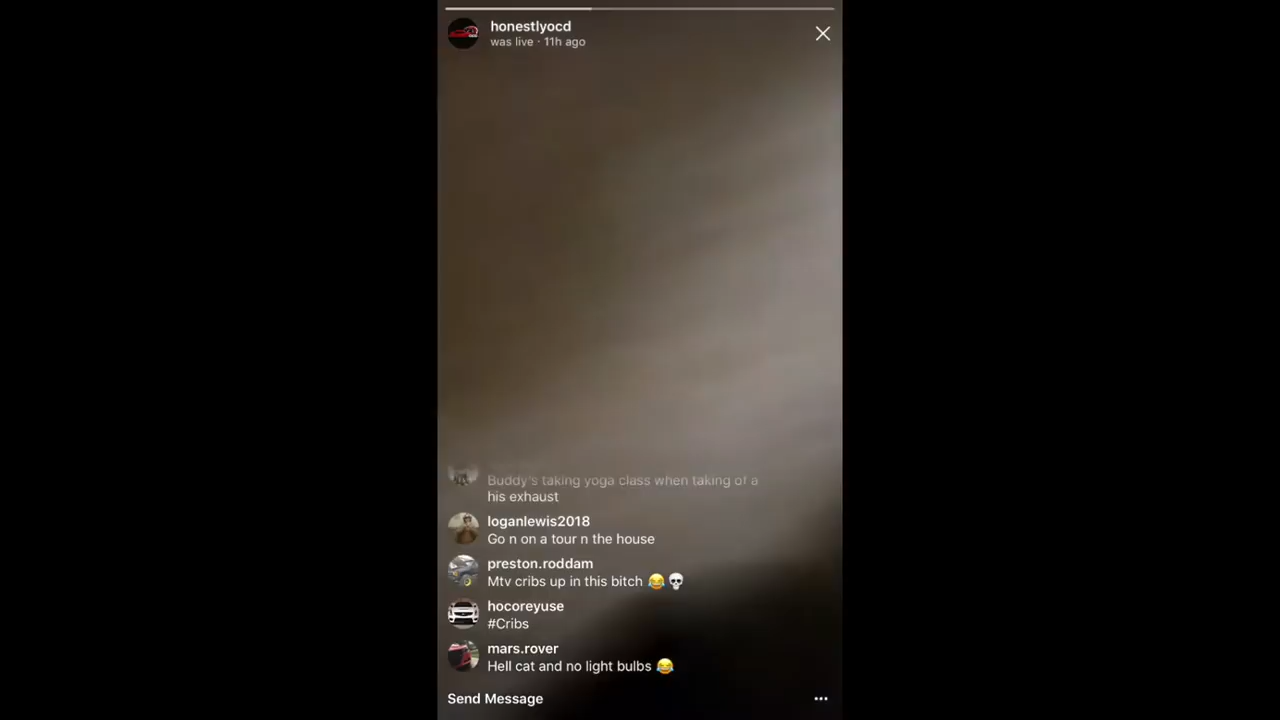 honestlyocd
was live · 11h ago
Buddy's taking yoga class when taking of a
his exhaust
loganlewis2018
Go n on a tour n the house
preston.roddam
Mtv cribs up in this bitch 😂💀
hocoreyuse
#Cribs
mars.rover
Hell cat and no light bulbs 😂
Send Message